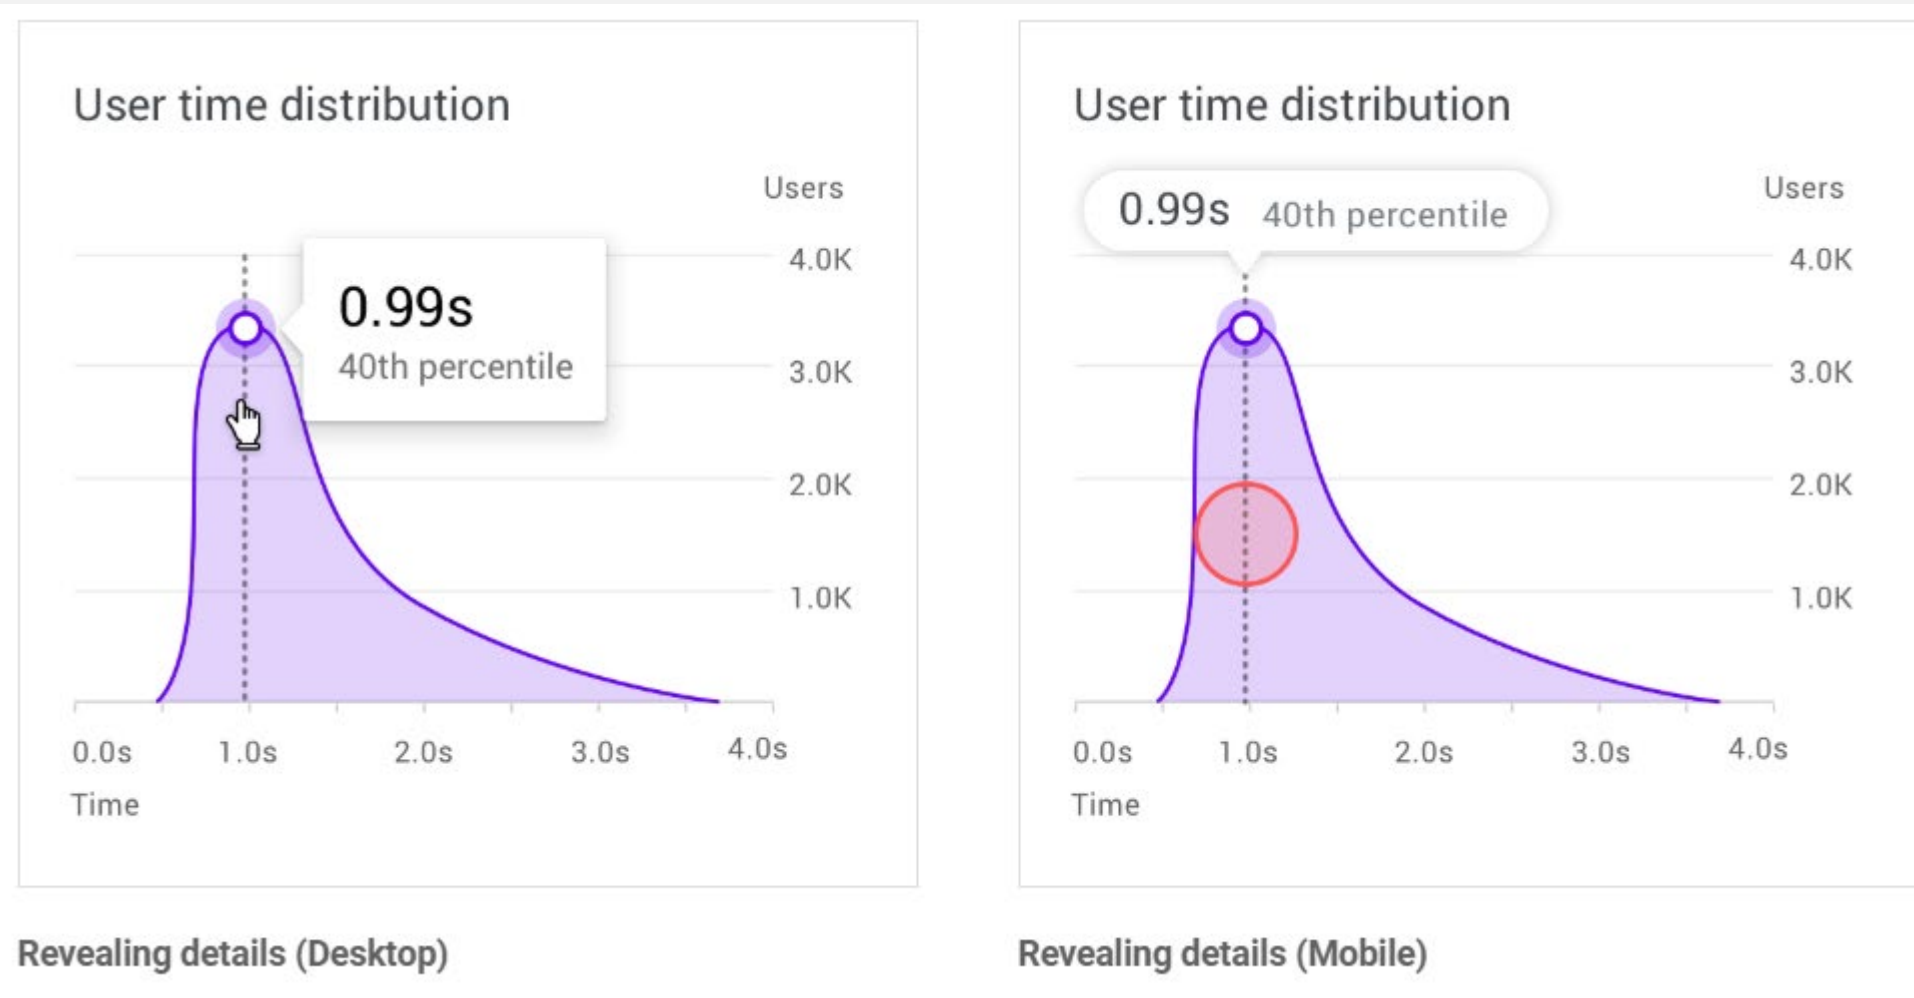 User time distribution
Users
4.0K
0.99s
40th percentile
3.0K
2.0K
1.0K
0.0s 1.0s 2.0s 3.0s 4.0s
Time
Revealing details (Desktop)
User time distribution
0.99s 40th percentile
Users
4.0K
3.0K
2.0K
1.0K
0.0s 1.0s 2.0s 3.0s 4.0s
Time
Revealing details (Mobile)